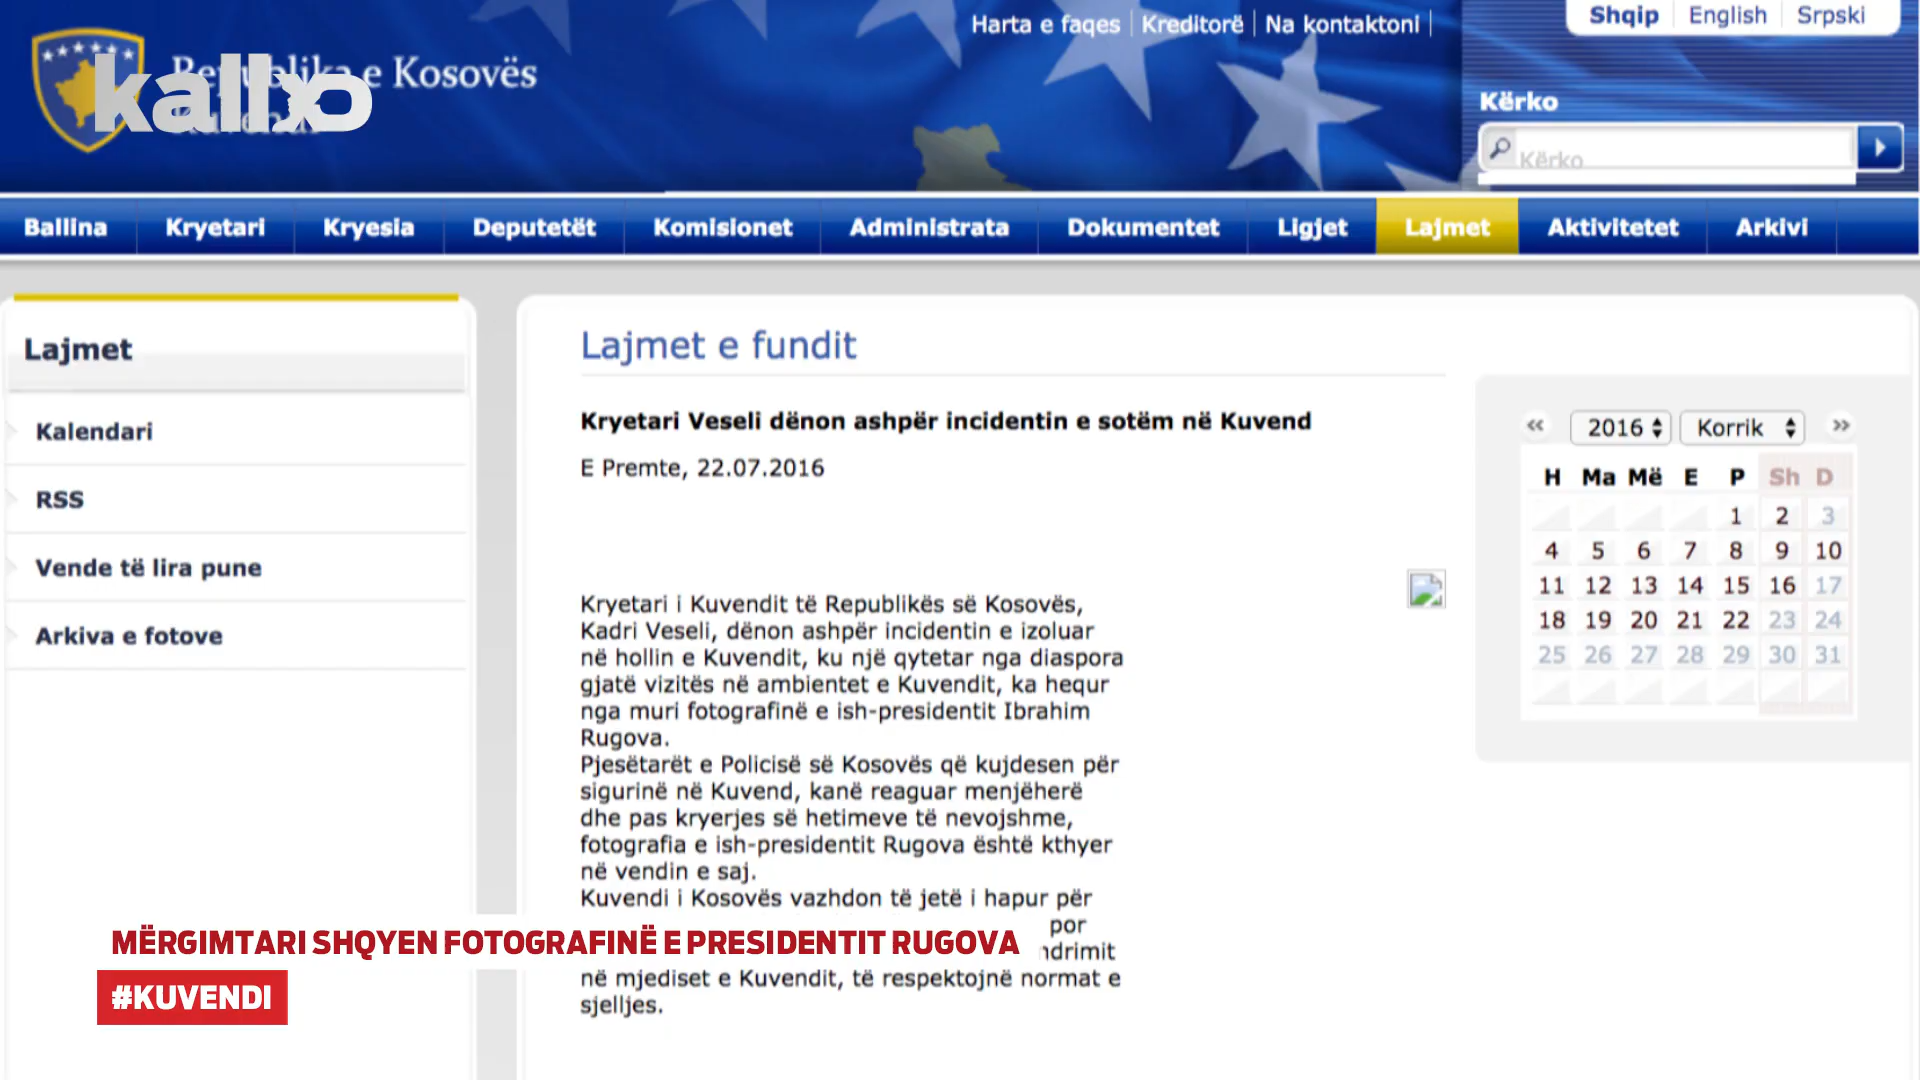 Harta e faqes
Kreditorë
Na kontaktoni
Shqip
English
Srpski
Republika e Kosovës
kallxo
Kërko
Kërko
Ballina
Kryetari
Kryesia
Deputetët
Komisionet
Administrata
Dokumentet
Ligjet
Lajmet
Aktivitetet
Arkivi
Lajmet
Kalendari
RSS
Vende të lira pune
Arkiva e fotove
Lajmet e fundit
Kryetari Veseli dënon ashpër incidentin e sotëm në Kuvend
E Premte, 22.07.2016
Kryetari i Kuvendit të Republikës së Kosovës,
Kadri Veseli, dënon ashpër incidentin e izoluar
në hollin e Kuvendit, ku një qytetar nga diaspora
gjatë vizitës në ambientet e Kuvendit, ka hequr
nga muri fotografinë e ish-presidentit Ibrahim
Rugova.
Pjesëtarët e Policisë së Kosovës që kujdesen për
sigurinë në Kuvend, kanë reaguar menjëherë
dhe pas kryerjes së hetimeve të nevojshme,
fotografia e ish-presidentit Rugova është kthyer
në vendin e saj.
Kuvendi i Kosovës vazhdon të jetë i hapur për
por
në mjediset e Kuvendit, të respektojnë normat e
sjelljes.
« 2016 Korrik »
H Ma Më E P Sh D
1 2 3
4 5 6 7 8 9 10
11 12 13 14 15 16 17
18 19 20 21 22 23 24
25 26 27 28 29 30 31
MËRGIMTARI SHQYEN FOTOGRAFINË E PRESIDENTIT RUGOVA
#KUVENDI